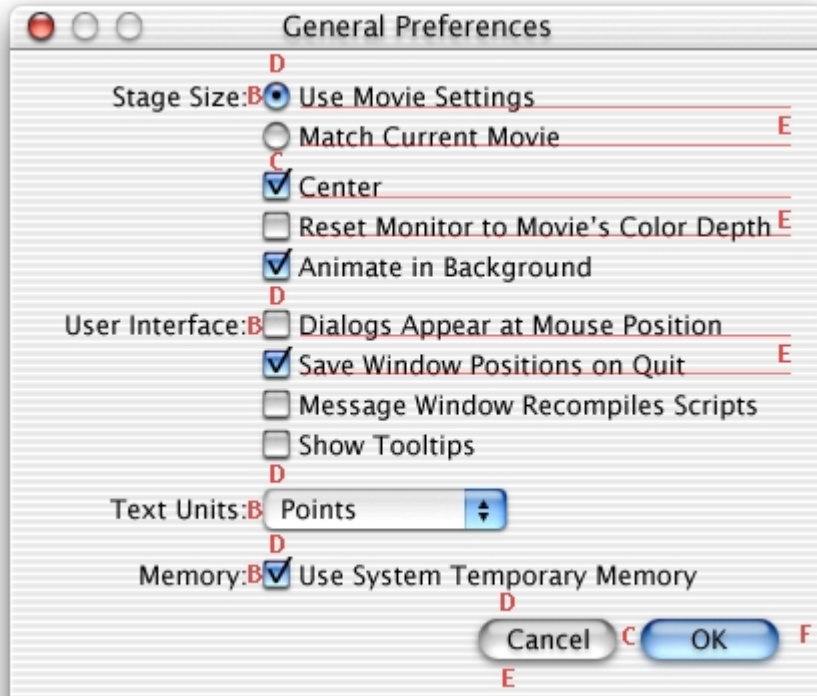 General Preferences
D
Stage Size:B Use Movie Settings
E
Match Current Movie
C
Center
Reset Monitor to Movie's Color Depth E
Animate in Background
D
User Interface:B Dialogs Appear at Mouse Position
E
Save Window Positions on Quit
Message Window Recompiles Scripts
Show Tooltips
D
Text Units:B Points
D
Memory:B Use System Temporary Memory
D
Cancel C OK F
E